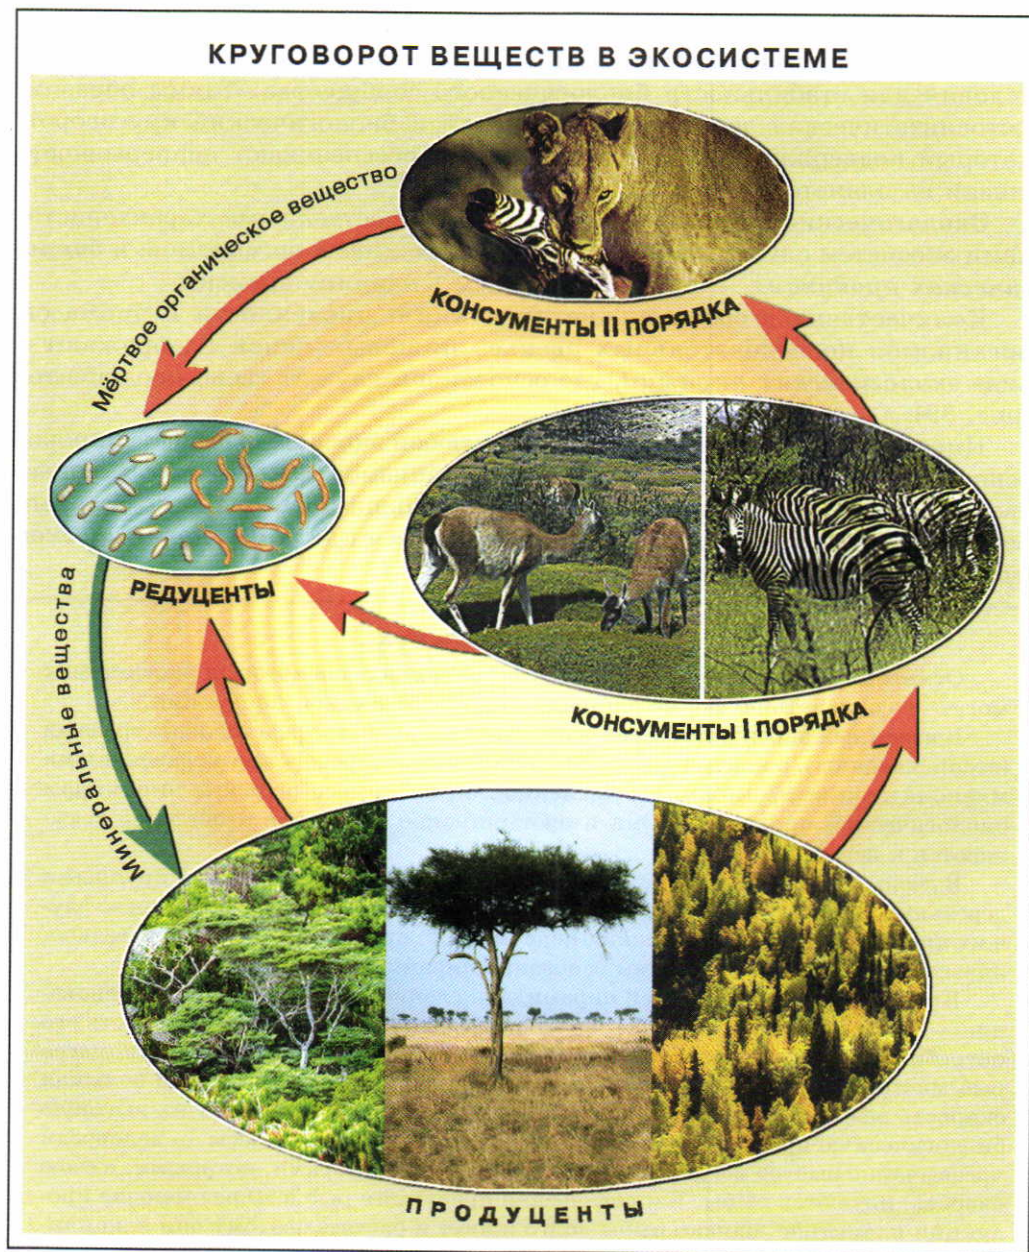 КРУГОВОРОТ ВЕЩЕСТВ В ЭКОСИСТЕМЕ
Мёртвое органическое вещество
КОНСУМЕНТЫ II ПОРЯДКА
РЕДУЦЕНТЫ
КОНСУМЕНТЫ I ПОРЯДКА
Минеральные вещества
ПРОДУЦЕНТЫ